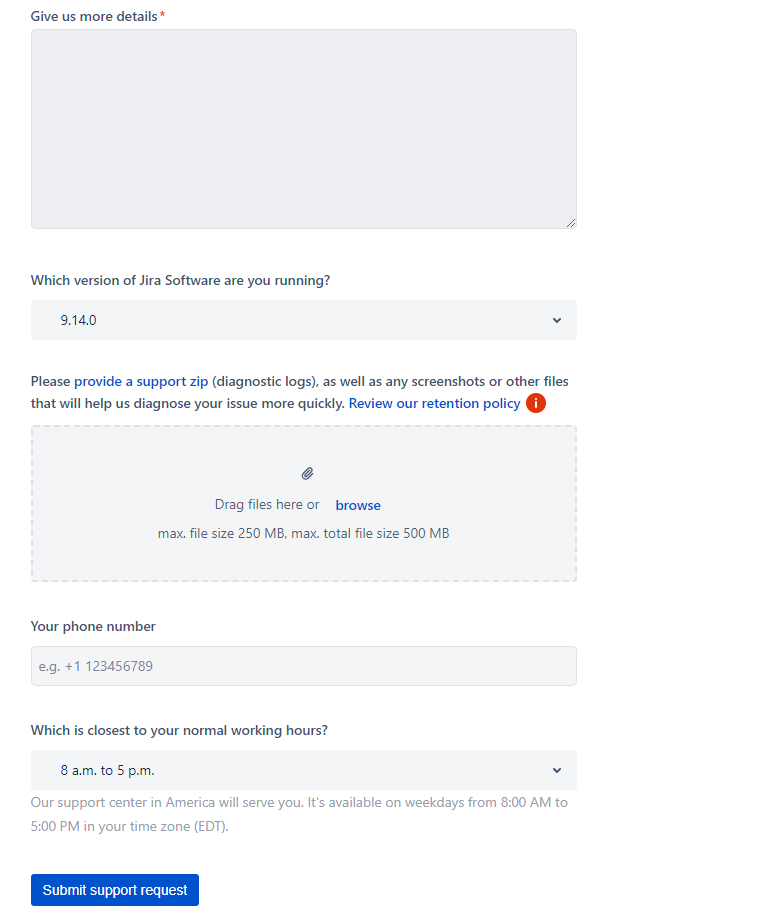 Give us more details*
Which version of Jira Software are you running?
9.14.0
Please provide a support zip (diagnostic logs), as well as any screenshots or other files
that will help us diagnose your issue more quickly. Review our retention policy i
Drag files here or browse
max. file size 250 MB, max. total file size 500 MB
Your phone number
e.g. +1 123456789
Which is closest to your normal working hours?
8 a.m. to 5 p.m.
Our support center in America will serve you. It's available on weekdays from 8:00 AM to
5:00 PM in your time zone (EDT).
Submit support request